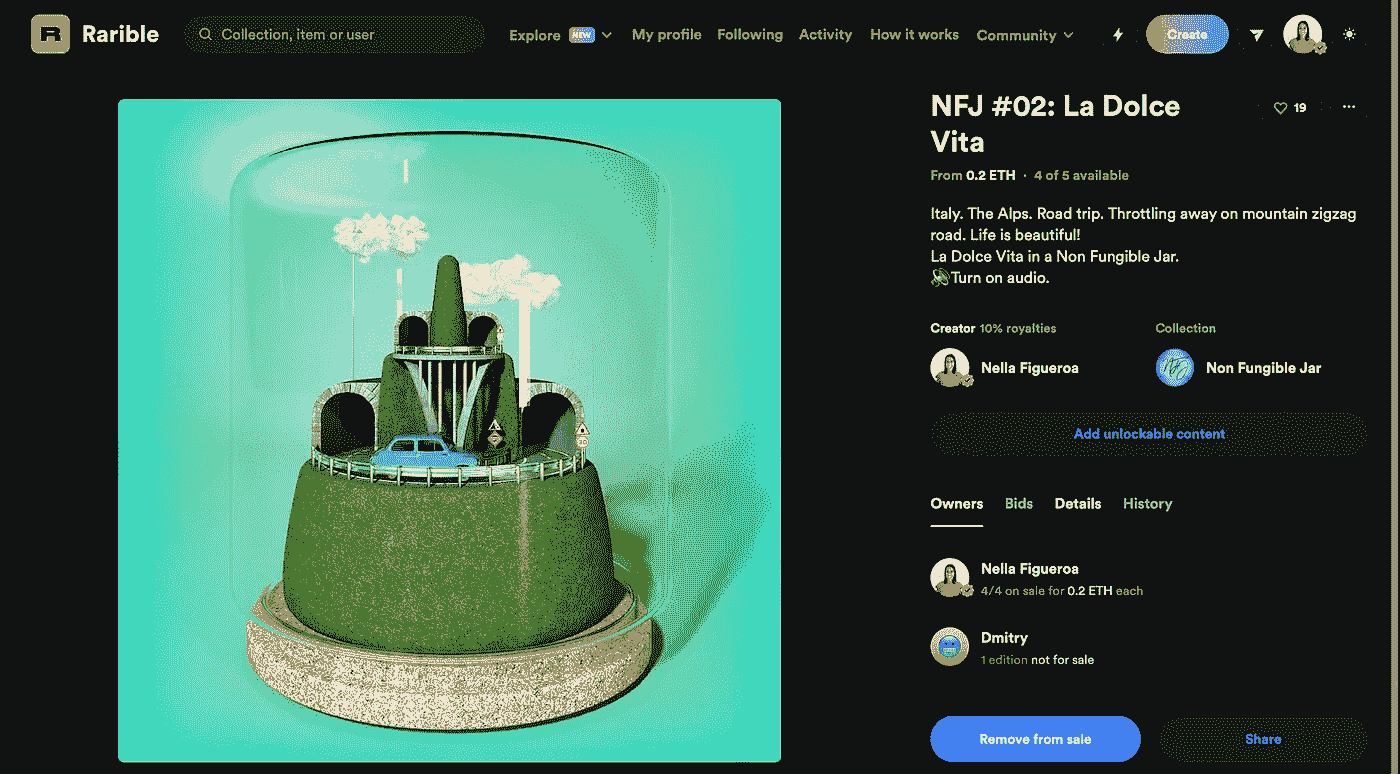 R Rarible
Collection, item or user
Explore NEW
My profile
Following
Activity
How it works
Community
Create
NFJ #02: La Dolce
Vita
19
From 0.2 ETH · 4 of 5 available
Italy. The Alps. Road trip. Throttling away on mountain zigzag
road. Life is beautiful!
La Dolce Vita in a Non Fungible Jar.
🔊Turn on audio.
Creator 10% royalties
Nella Figueroa
Collection
Non Fungible Jar
Add unlockable content
Owners Bids Details History
Nella Figueroa
4/4 on sale for 0.2 ETH each
Dmitry
1 edition not for sale
Remove from sale
Share